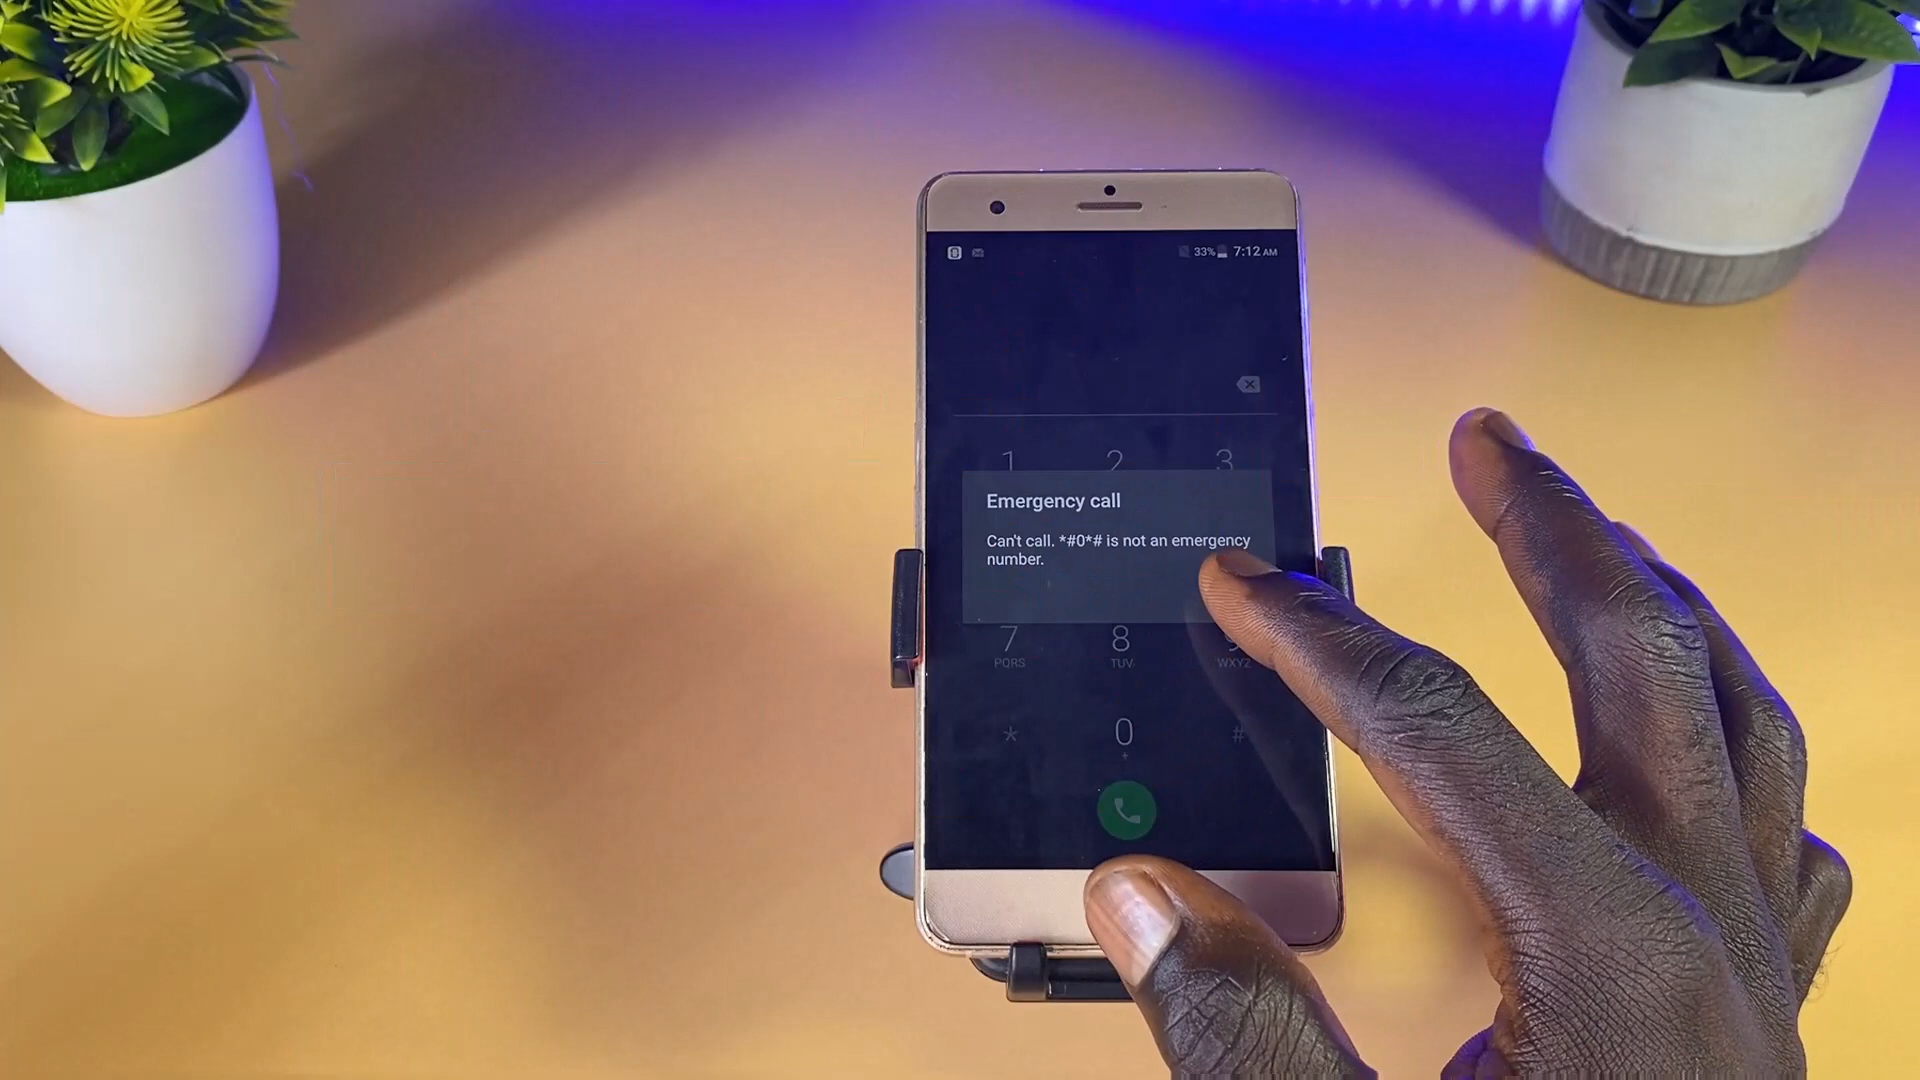 33% 7:12 AM
1 2 3
Emergency call
Can't call. *#0*# is not an emergency
number.
7 8 9
PQRS TUV WXYZ
* 0 #
+